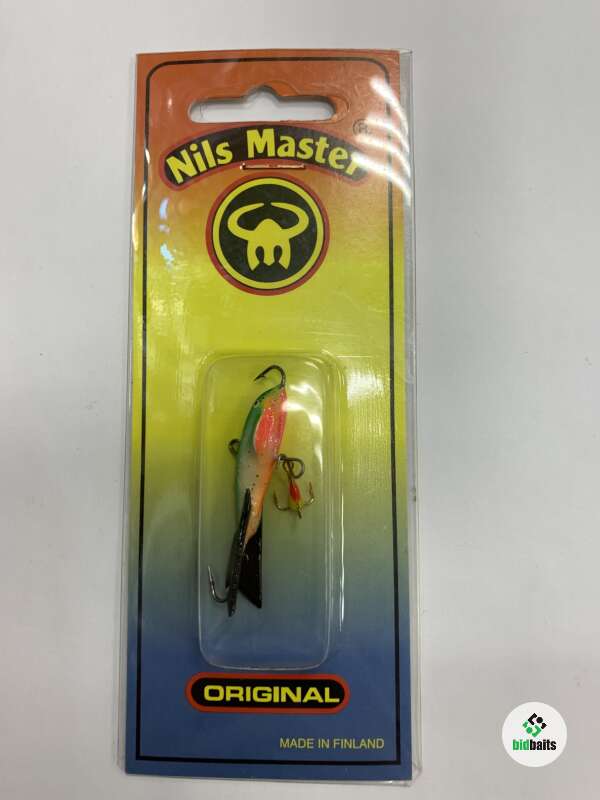 Nils Master
®
ORIGINAL
MADE IN FINLAND
bidbaits